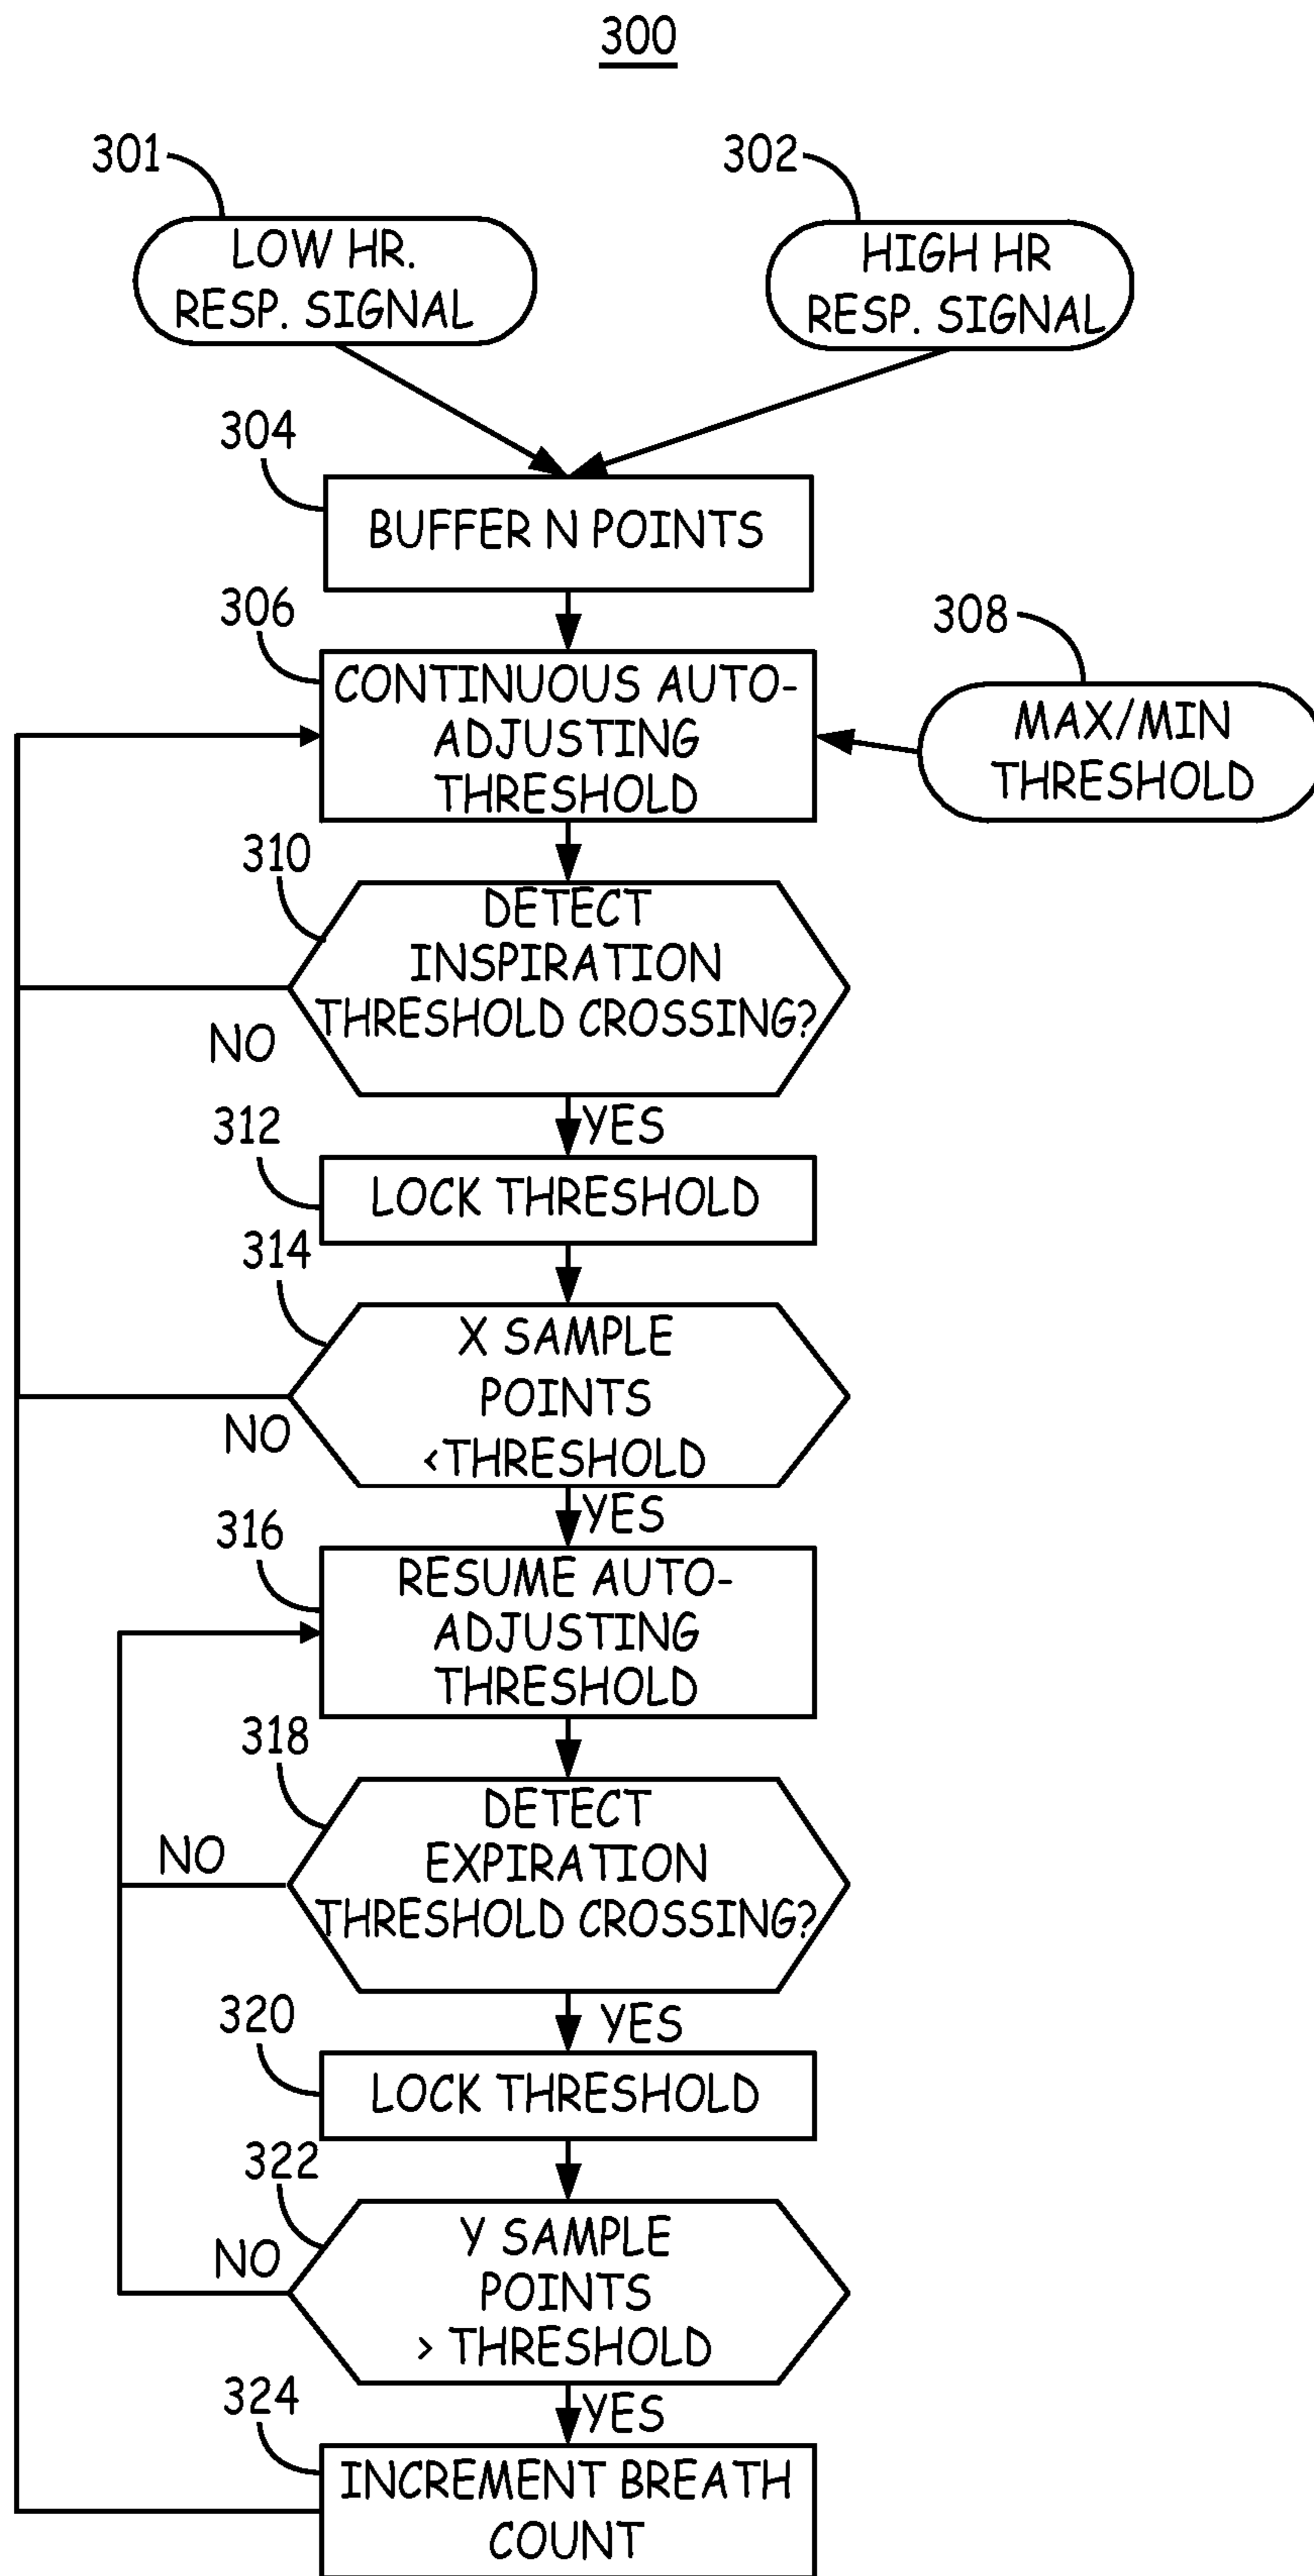 300
301
LOW HR.
RESP. SIGNAL
302
HIGH HR
RESP. SIGNAL
304
BUFFER N POINTS
306
CONTINUOUS AUTO-
ADJUSTING
THRESHOLD
308
MAX/MIN
THRESHOLD
310
DETECT
INSPIRATION
THRESHOLD CROSSING?
NO
YES
312
LOCK THRESHOLD
314
X SAMPLE
POINTS
<THRESHOLD
NO
YES
316
RESUME AUTO-
ADJUSTING
THRESHOLD
318
DETECT
EXPIRATION
THRESHOLD CROSSING?
NO
YES
320
LOCK THRESHOLD
322
Y SAMPLE
POINTS
> THRESHOLD
NO
YES
324
INCREMENT BREATH
COUNT